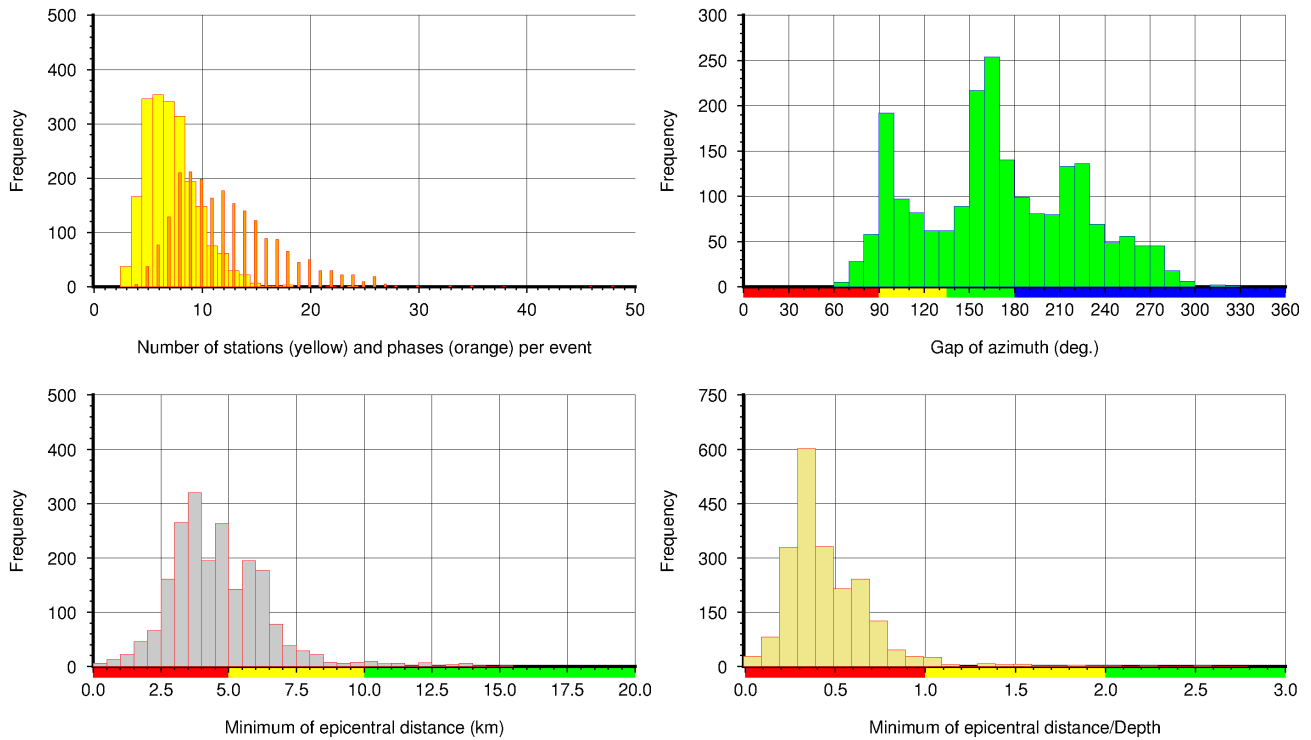 500
400
300
200
100
0
Frequency
0 10 20 30 40 50
Number of stations (yellow) and phases (orange) per event
300
250
200
150
100
50
0
Frequency
0 30 60 90 120 150 180 210 240 270 300 330 360
Gap of azimuth (deg.)
500
400
300
200
100
0
Frequency
0.0 2.5 5.0 7.5 10.0 12.5 15.0 17.5 20.0
Minimum of epicentral distance (km)
750
600
450
300
150
0
Frequency
0.0 0.5 1.0 1.5 2.0 2.5 3.0
Minimum of epicentral distance/Depth